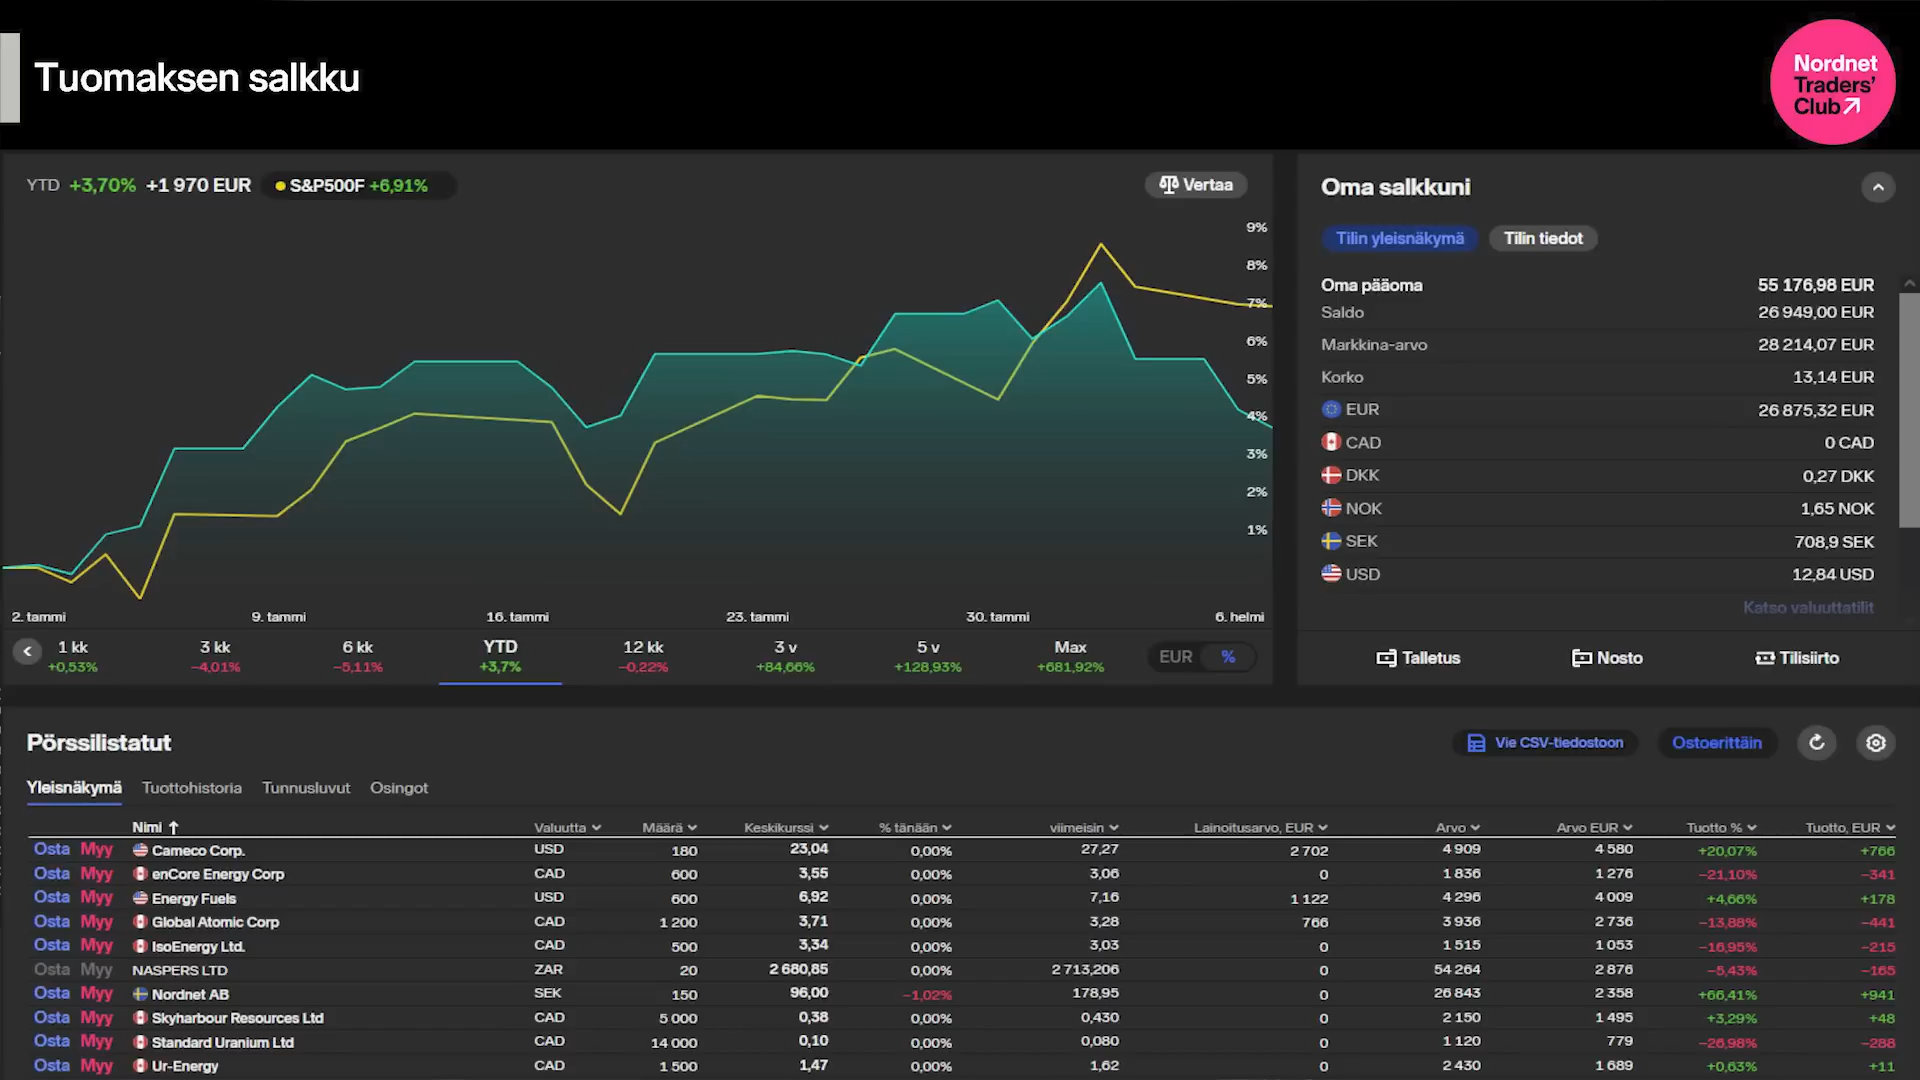 Tuomaksen salkku
Nordnet
Traders'
Club
YTD +3,70% +1 970 EUR S&P500F +6,91%
Vertaa
9%
8%
7%
6%
5%
4%
3%
2%
1%
2. tammi 9. tammi 16. tammi 23. tammi 30. tammi 6. helmi
1 kk 3 kk 6 kk YTD 12 kk 3 v 5 v Max
+0,53% −4,01% −5,11% +3,7% −0,22% +84,66% +128,93% +681,92%
EUR %
Oma salkkuni
Tilin yleisnäkymä Tilin tiedot
Oma pääoma 55 176,98 EUR
Saldo 26 949,00 EUR
Markkina-arvo 28 214,07 EUR
Korko 13,14 EUR
EUR 26 875,32 EUR
CAD 0 CAD
DKK 0,27 DKK
NOK 1,65 NOK
SEK 708,9 SEK
USD 12,84 USD
Katso valuuttatilit
Talletus Nosto Tilisiirto
Pörssilistatut
Vie CSV-tiedostoon Ostoerittäin
Yleisnäkymä Tuottohistoria Tunnusluvut Osingot
Nimi Valuutta Määrä Keskikurssi % tänään viimeisin Lainoitusarvo, EUR Arvo Arvo EUR Tuotto % Tuotto, EUR
Osta Myy Cameco Corp. USD 180 23,04 0,00% 27,27 2 702 4 909 4 580 +20,07% +766
Osta Myy enCore Energy Corp CAD 600 3,55 0,00% 3,06 0 1 836 1 276 −21,10% −341
Osta Myy Energy Fuels USD 600 6,92 0,00% 7,16 1 122 4 296 4 009 +4,66% +178
Osta Myy Global Atomic Corp CAD 1 200 3,71 0,00% 3,28 766 3 936 2 736 −13,88% −441
Osta Myy IsoEnergy Ltd. CAD 500 3,34 0,00% 3,03 0 1 515 1 053 −16,95% −215
Osta Myy NASPERS LTD ZAR 20 2 680,85 0,00% 2 713,206 0 54 264 2 876 −5,43% −165
Osta Myy Nordnet AB SEK 150 96,00 −1,02% 178,95 0 26 843 2 358 +66,41% +941
Osta Myy Skyharbour Resources Ltd CAD 5 000 0,38 0,00% 0,430 0 2 150 1 495 +3,29% +48
Osta Myy Standard Uranium Ltd CAD 14 000 0,10 0,00% 0,080 0 1 120 779 −26,98% −288
Osta Myy Ur-Energy CAD 1 500 1,47 0,00% 1,62 0 2 430 1 689 +0,63% +11